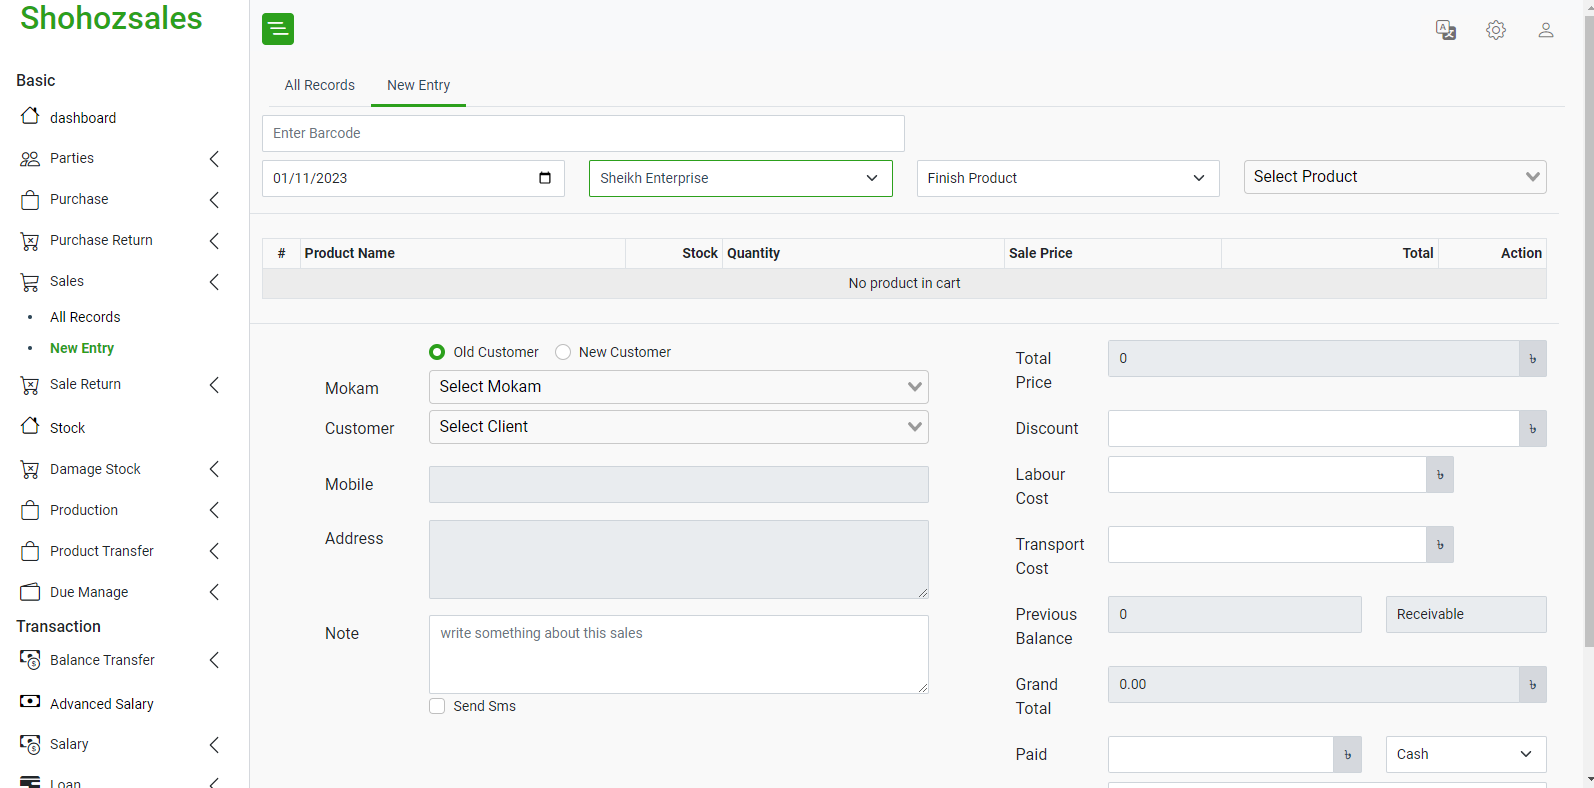 Shohozsales
Basic
dashboard
Parties
Purchase
Purchase Return
Sales
All Records
New Entry
Sale Return
Stock
Damage Stock
Production
Product Transfer
Due Manage
Transaction
Balance Transfer
Advanced Salary
Salary
Loan
All Records New Entry
Enter Barcode
01/11/2023 Sheikh Enterprise Finish Product Select Product
# Product Name Stock Quantity Sale Price Total Action
No product in cart
Old Customer New Customer
Mokam Select Mokam
Customer Select Client
Mobile
Address
Note write something about this sales
Send Sms
Total Price 0 ৳
Discount ৳
Labour Cost ৳
Transport Cost ৳
Previous Balance 0 Receivable
Grand Total 0.00 ৳
Paid ৳ Cash